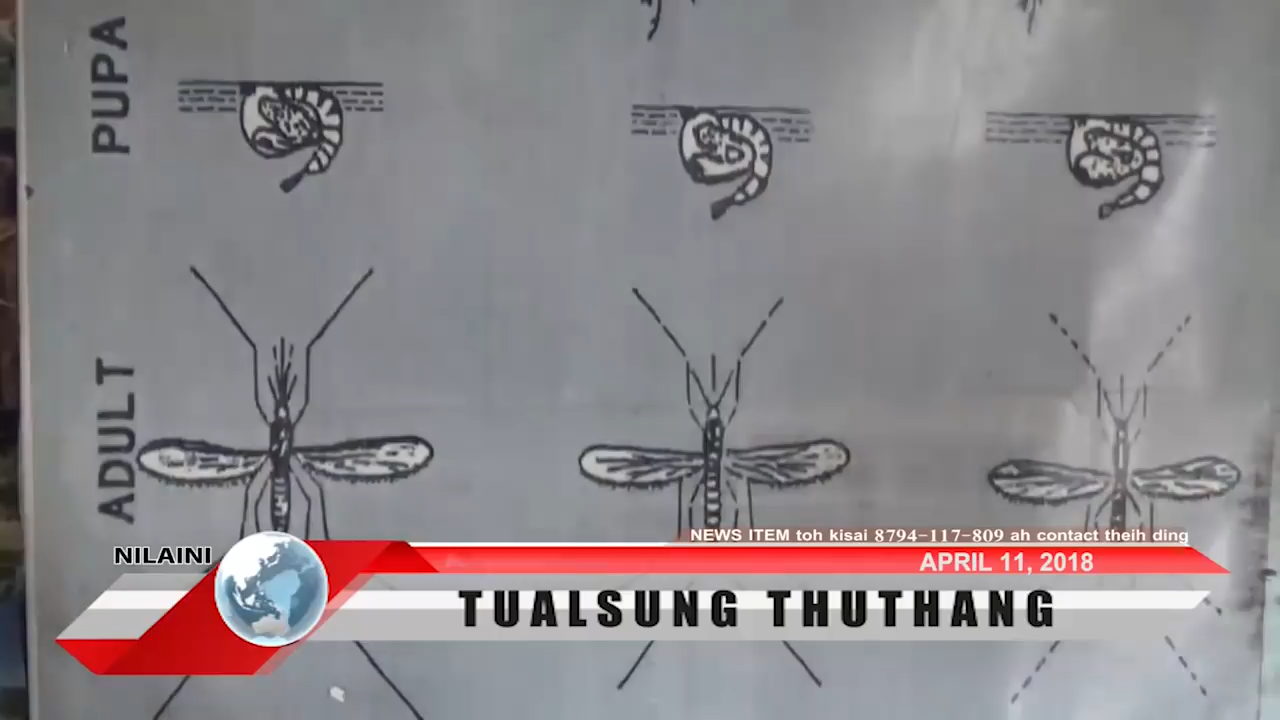 PUPA
ADULT
NEWS ITEM toh kisai 8794-117-809 ah contact theih ding
NILAINI
APRIL 11, 2018
TUALSUNG THUTHANG